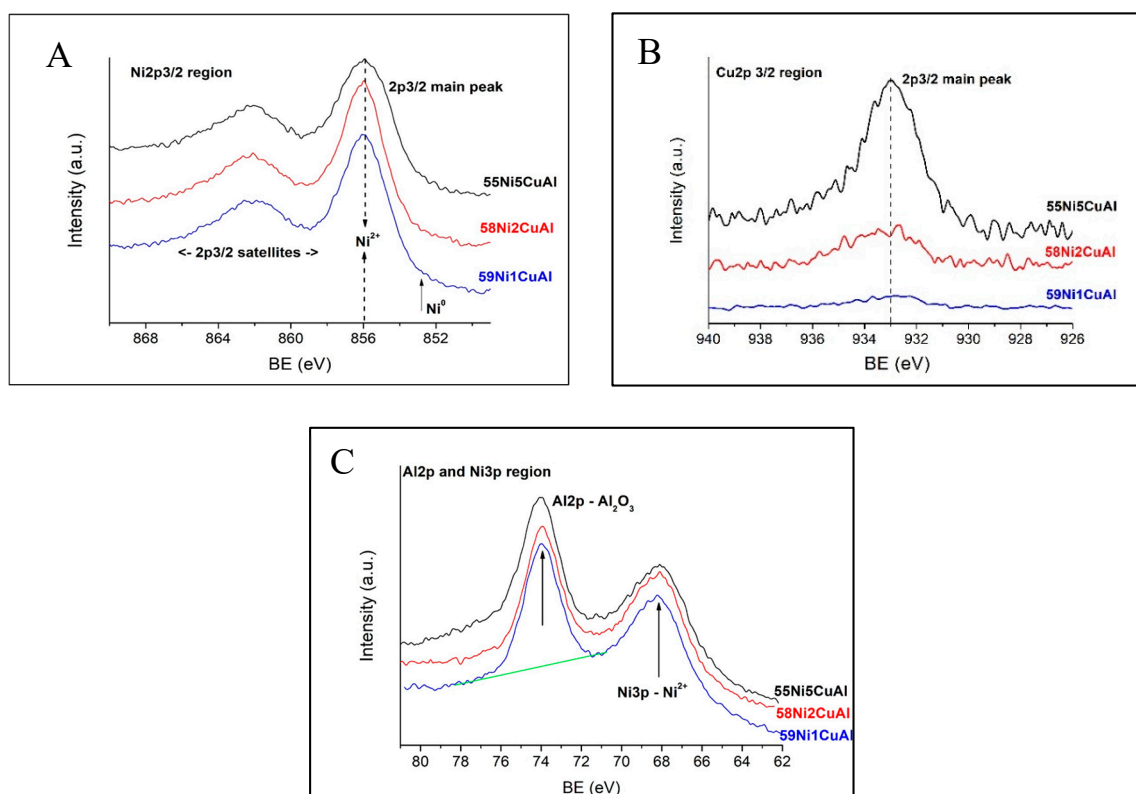 A
Ni2p3/2 region
2p3/2 main peak
55Ni5CuAl
58Ni2CuAl
59Ni1CuAl
Ni²⁺
<- 2p3/2 satellites ->
Ni⁰
Intensity (a.u.)
868 864 860 856 852
BE (eV)
B
Cu2p 3/2 region
2p3/2 main peak
55Ni5CuAl
58Ni2CuAl
59Ni1CuAl
Intensity (a.u.)
940 938 936 934 932 930 928 926
BE (eV)
C
Al2p and Ni3p region
Al2p - Al₂O₃
Ni3p - Ni²⁺
55Ni5CuAl
58Ni2CuAl
59Ni1CuAl
Intensity (a.u.)
80 78 76 74 72 70 68 66 64 62
BE (eV)